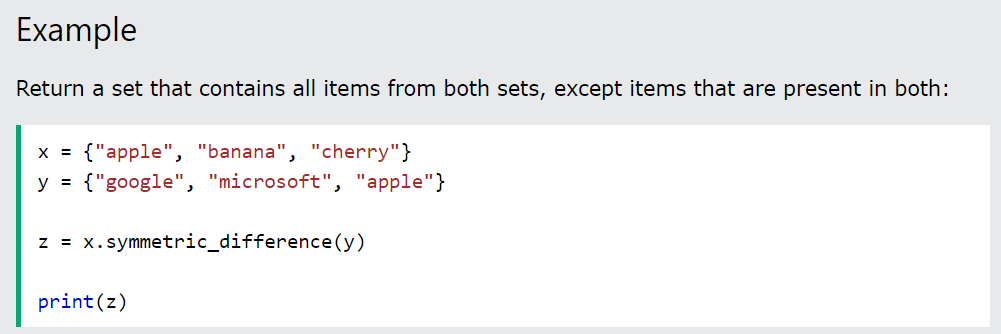 Example
Return a set that contains all items from both sets, except items that are present in both:
x = {"apple", "banana", "cherry"}
y = {"google", "microsoft", "apple"}
z = x.symmetric_difference(y)
print(z)